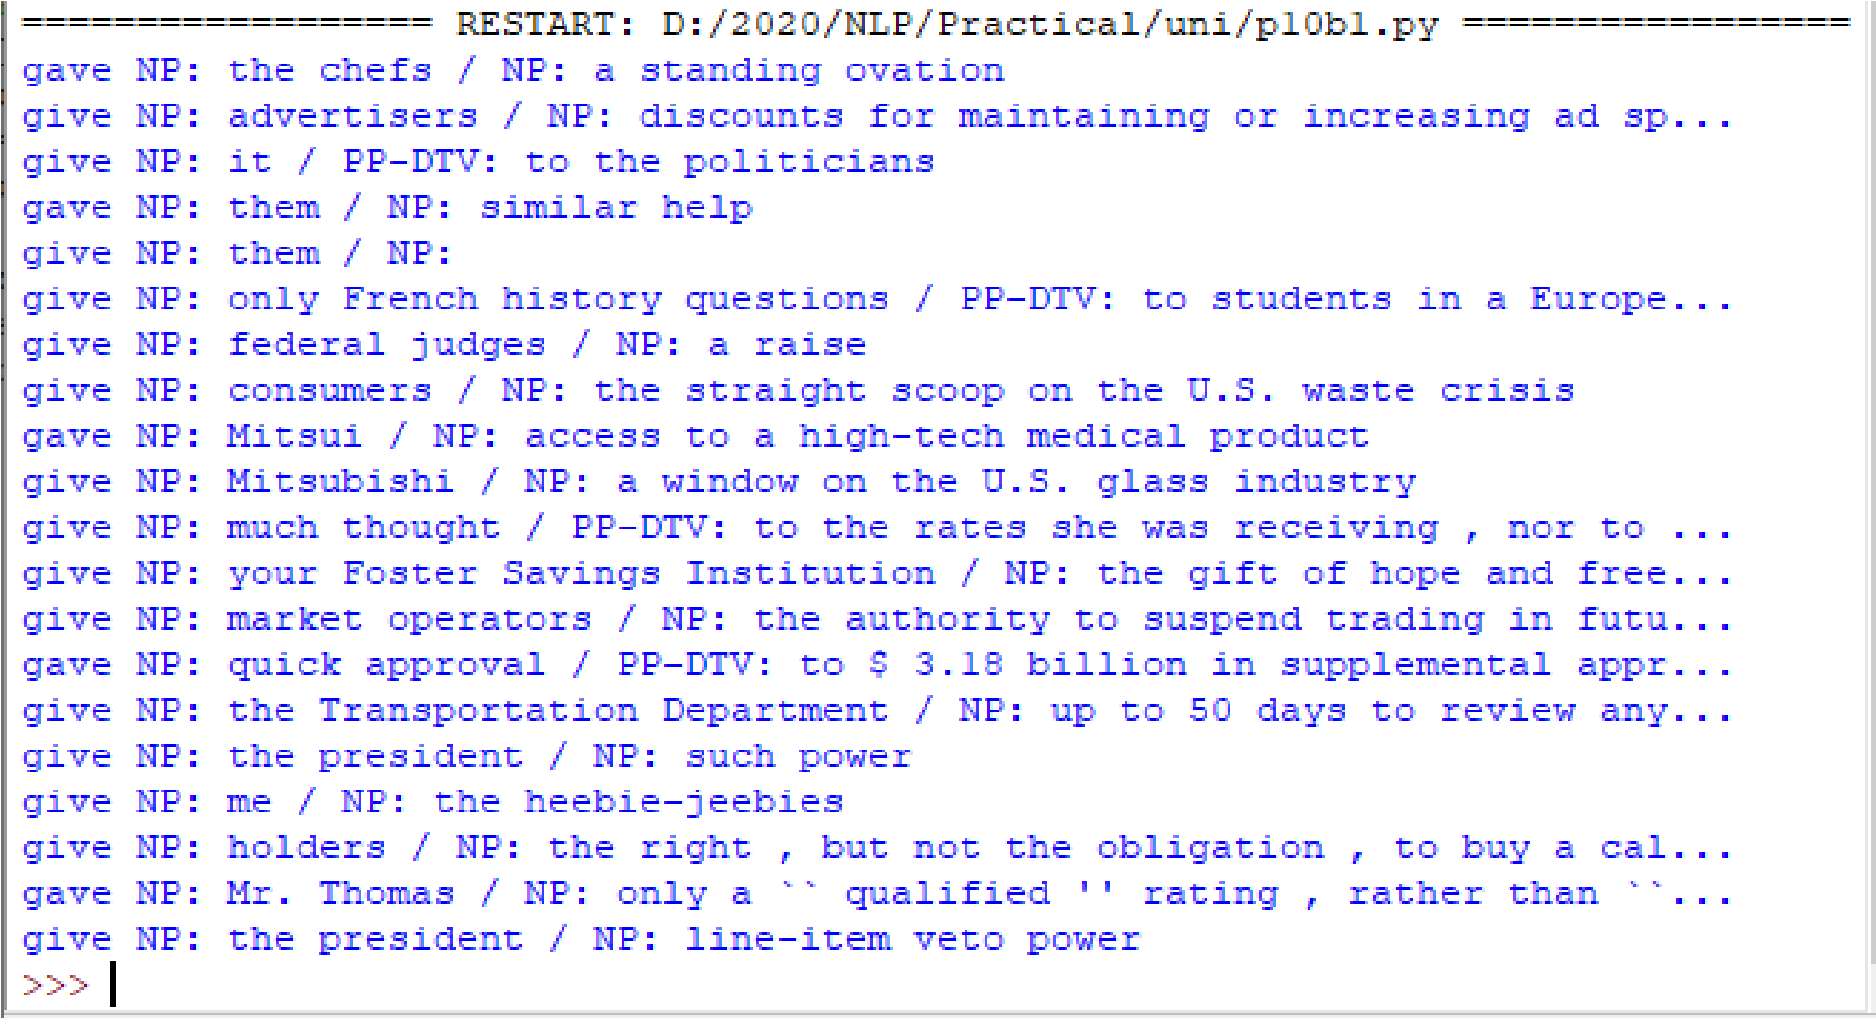 ================== RESTART: D:/2020/NLP/Practical/uni/p10b1.py =================
gave NP: the chefs / NP: a standing ovation
give NP: advertisers / NP: discounts for maintaining or increasing ad sp...
give NP: it / PP-DTV: to the politicians
gave NP: them / NP: similar help
give NP: them / NP:
give NP: only French history questions / PP-DTV: to students in a Europe...
give NP: federal judges / NP: a raise
give NP: consumers / NP: the straight scoop on the U.S. waste crisis
gave NP: Mitsui / NP: access to a high-tech medical product
give NP: Mitsubishi / NP: a window on the U.S. glass industry
give NP: much thought / PP-DTV: to the rates she was receiving , nor to ...
give NP: your Foster Savings Institution / NP: the gift of hope and free...
give NP: market operators / NP: the authority to suspend trading in futu...
gave NP: quick approval / PP-DTV: to $ 3.18 billion in supplemental appr...
give NP: the Transportation Department / NP: up to 50 days to review any...
give NP: the president / NP: such power
give NP: me / NP: the heebie-jeebies
give NP: holders / NP: the right , but not the obligation , to buy a cal...
gave NP: Mr. Thomas / NP: only a `` qualified '' rating , rather than ``...
give NP: the president / NP: line-item veto power
>>>